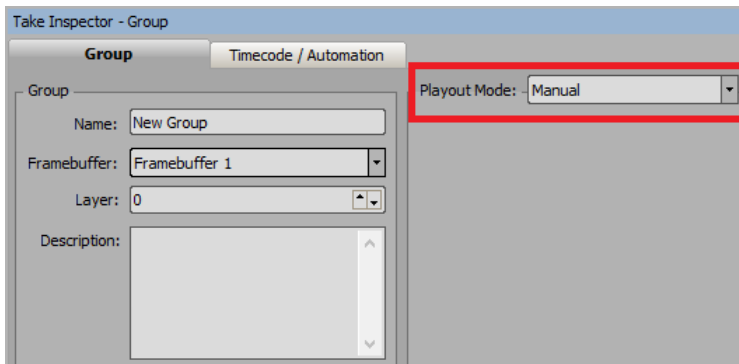 Take Inspector - Group
Group
Timecode / Automation
Group
Name: New Group
Framebuffer: Framebuffer 1
Layer: 0
Description:
Playout Mode: Manual